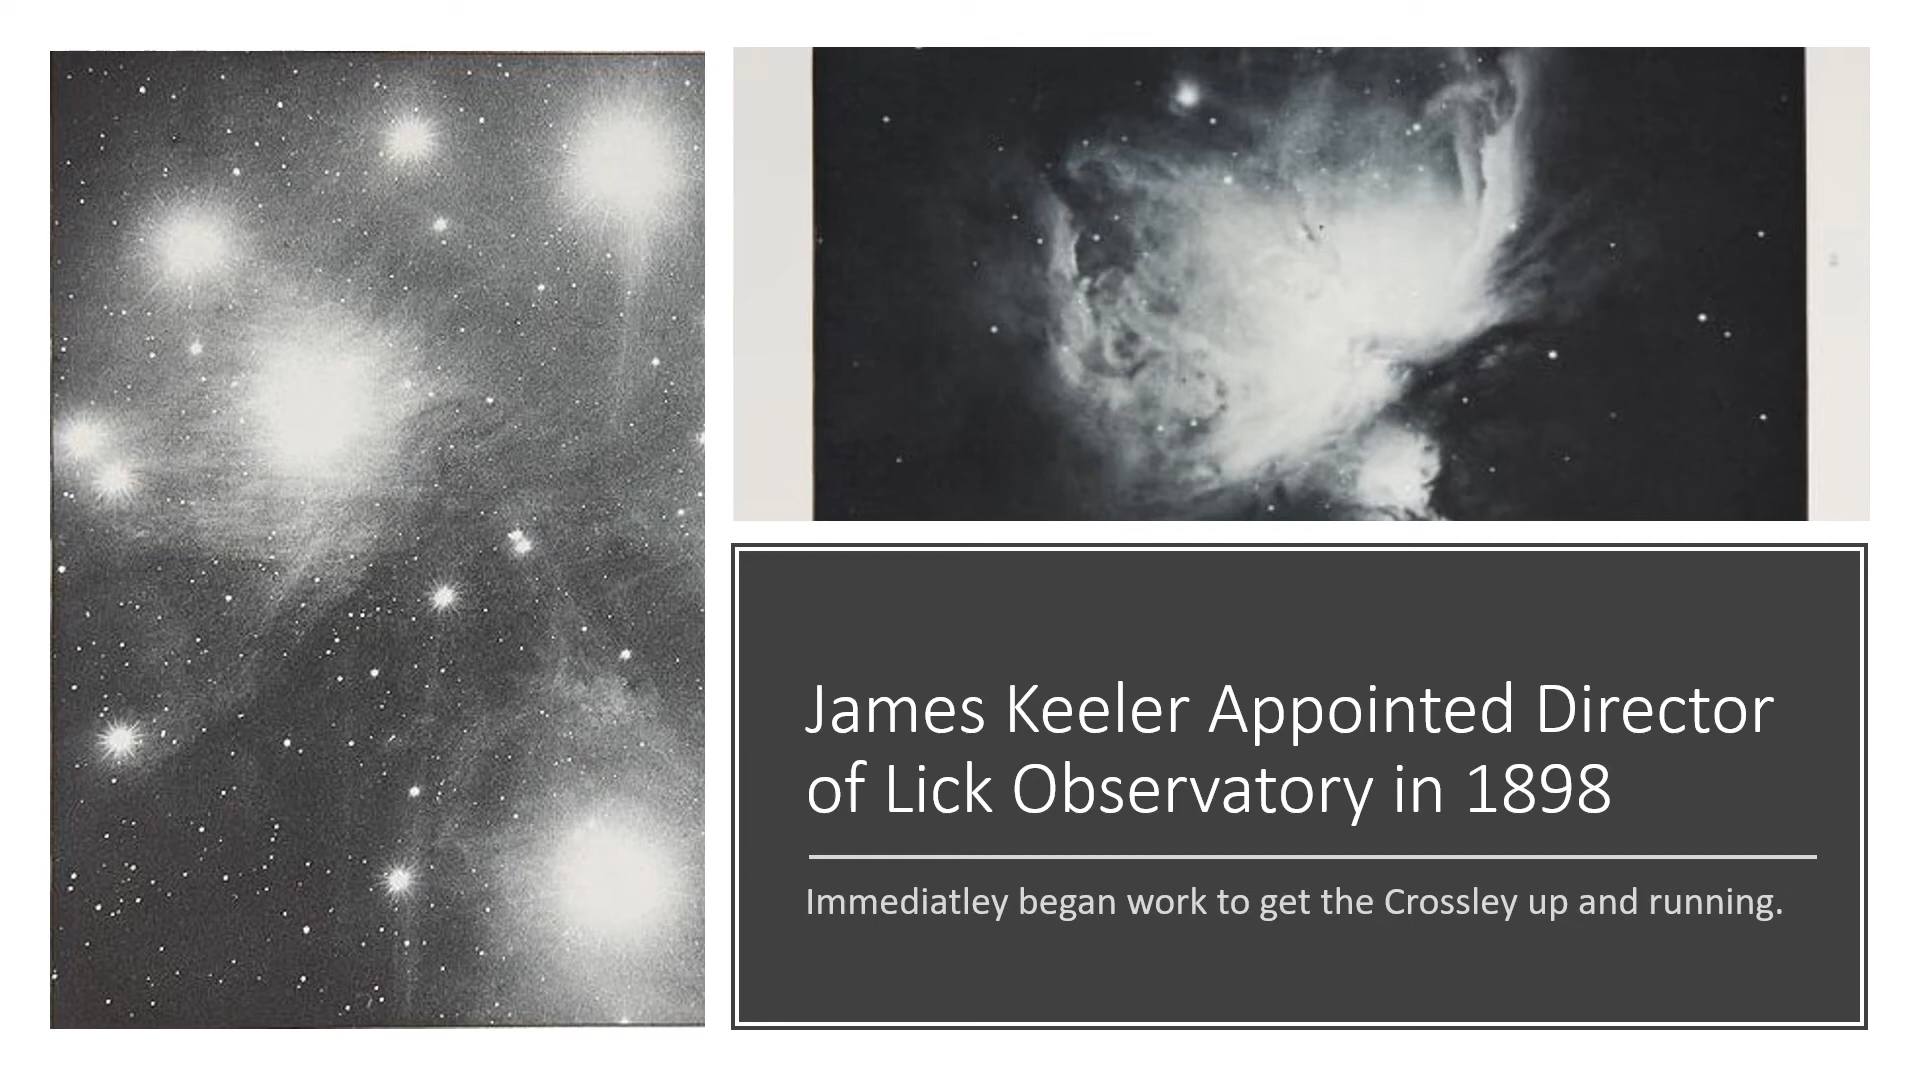 James Keeler Appointed Director
of Lick Observatory in 1898
Immediatley began work to get the Crossley up and running.